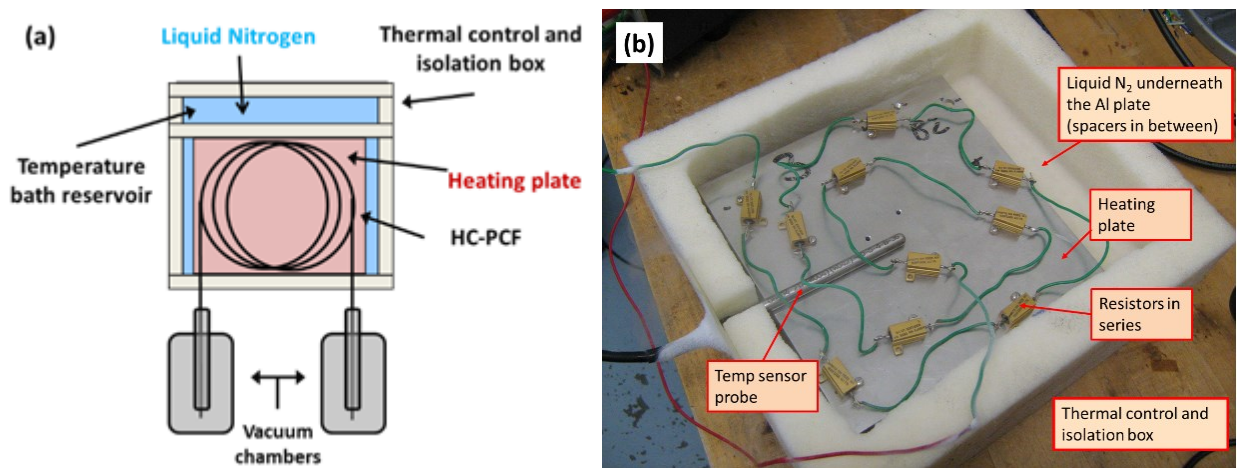 (a)
Liquid Nitrogen
Thermal control and
isolation box
Temperature
bath reservoir
Heating plate
HC-PCF
Vacuum
chambers
(b)
Liquid N₂ underneath
the Al plate
(spacers in between)
Heating
plate
Resistors in
series
Temp sensor
probe
Thermal control and
isolation box